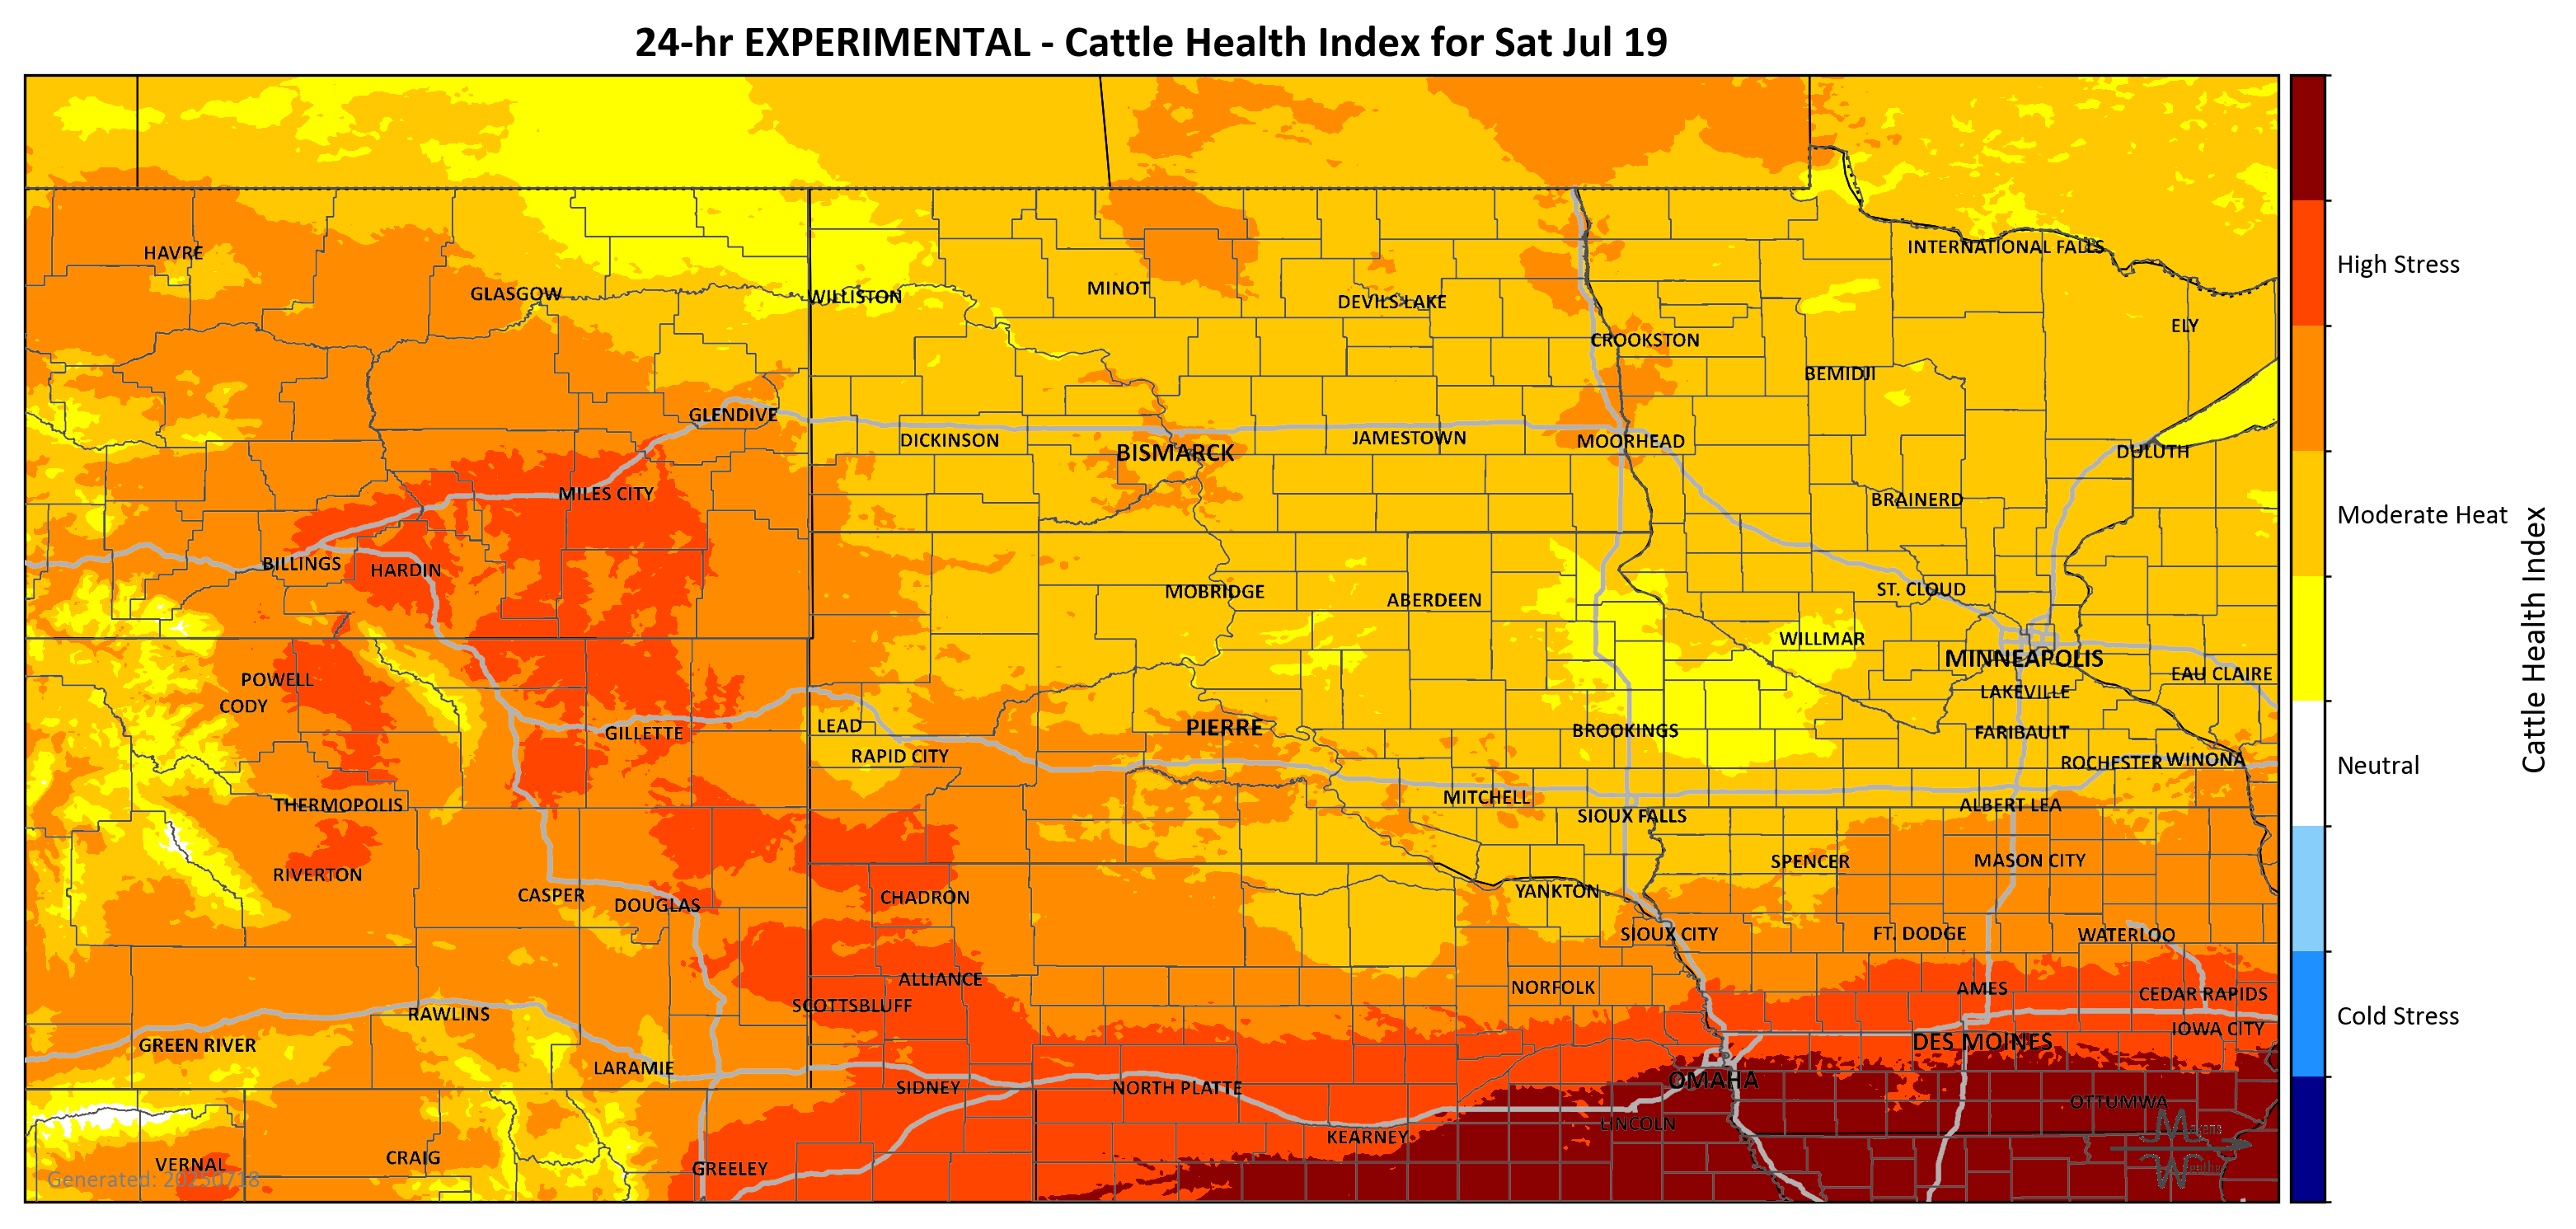 24-hr EXPERIMENTAL - Cattle Health Index for Sat Jul 19
HAVRE
INTERNATIONAL FALLS
High Stress
GLASGOW
WILLISTON
MINOT
DEVILS LAKE
CROOKSTON
ELY
BEMIDJI
GLENDIVE
DICKINSON
BISMARCK
JAMESTOWN
MOORHEAD
DULUTH
MILES CITY
BRAINERD
Moderate Heat
BILLINGS
HARDIN
MOBRIDGE
ABERDEEN
ST. CLOUD
WILLMAR
MINNEAPOLIS
Cattle Health Index
POWELL
CODY
LAKEVILLE
EAU CLAIRE
GILLETTE
LEAD
PIERRE
BROOKINGS
FARIBAULT
RAPID CITY
ROCHESTER
WINONA
Neutral
THERMOPOLIS
MITCHELL
SIOUX FALLS
ALBERT LEA
RIVERTON
SPENCER
MASON CITY
CASPER
DOUGLAS
CHADRON
YANKTON
SIOUX CITY
FT. DODGE
WATERLOO
ALLIANCE
SCOTTSBLUFF
NORFOLK
AMES
CEDAR RAPIDS
RAWLINS
Cold Stress
GREEN RIVER
DES MOINES
IOWA CITY
LARAMIE
SIDNEY
NORTH PLATTE
OMAHA
OTTUMWA
LINCOLN
KEARNEY
CRAIG
VERNAL
GREELEY
Generated: 20250718